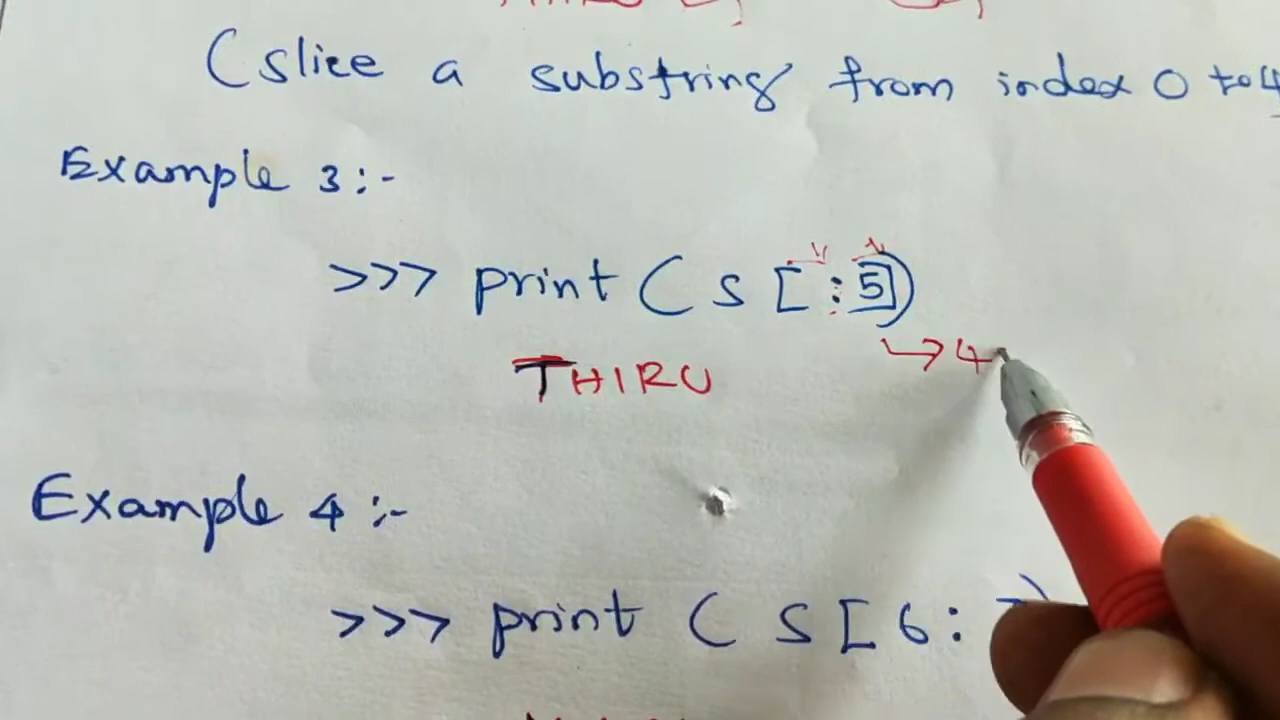 (slice a substring from index 0 to 4
Example 3:-
>>> print ( s [ :5])
→ 4
THIRU
Example 4:-
>>> print ( s [ 6: